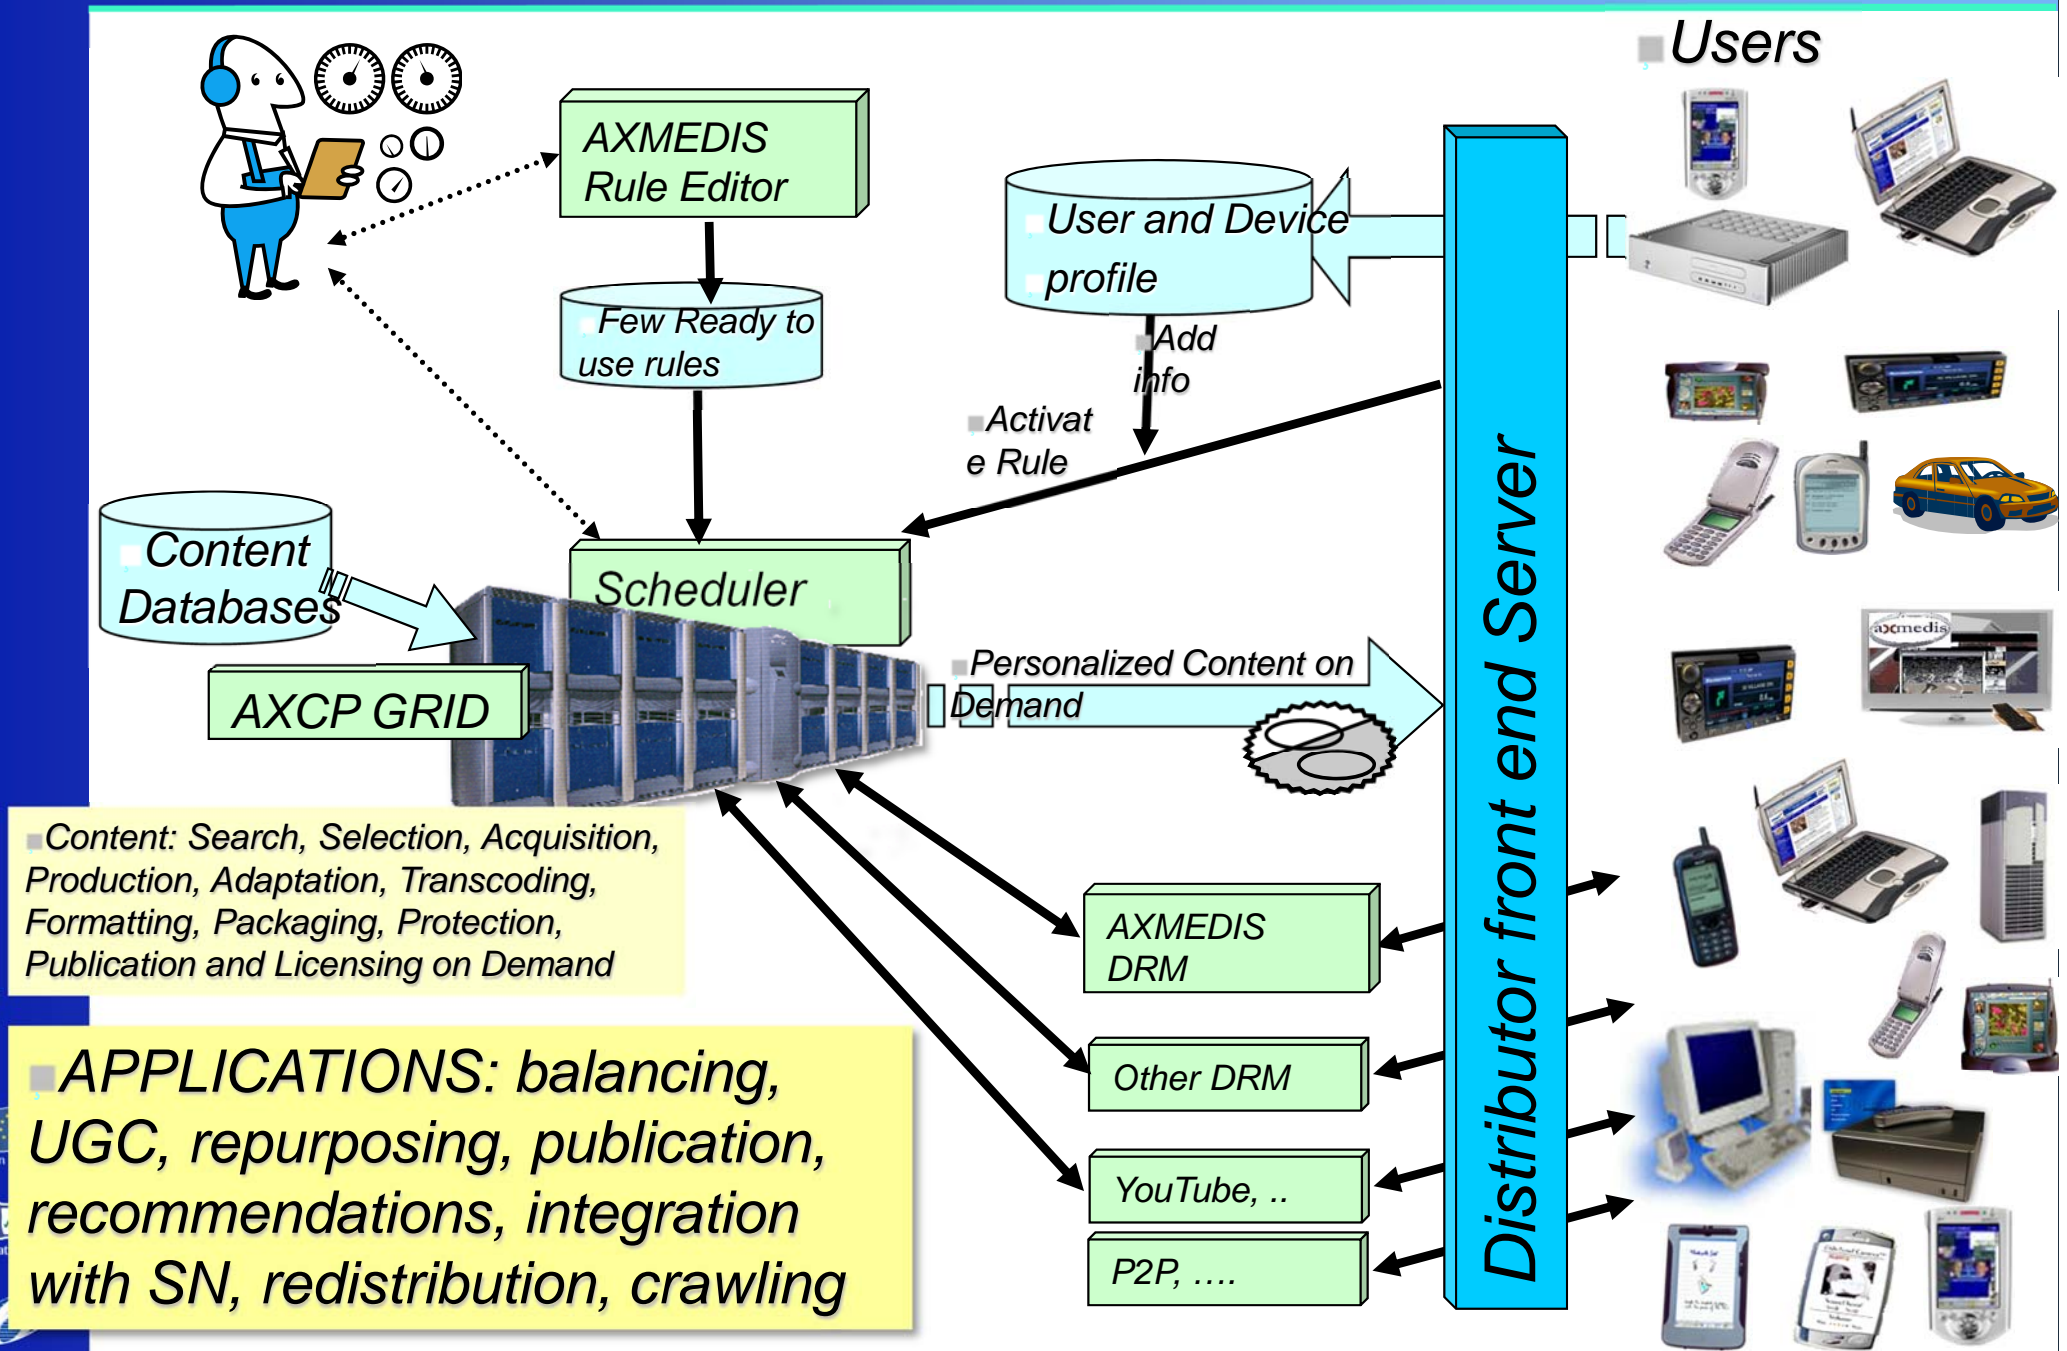 Users
AXMEDIS
Rule Editor
User and Device
profile
Few Ready to
use rules
Add
info
Activat
e Rule
Content
Databases
Scheduler
AXCP GRID
Personalized Content on
Demand
Distributor front end Server
axmedis
Content: Search, Selection, Acquisition,
Production, Adaptation, Transcoding,
Formatting, Packaging, Protection,
Publication and Licensing on Demand
AXMEDIS
DRM
Other DRM
YouTube, ..
P2P, ....
APPLICATIONS: balancing,
UGC, repurposing, publication,
recommendations, integration
with SN, redistribution, crawling